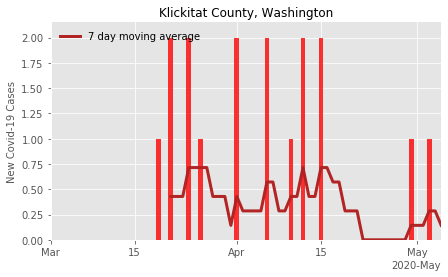 Klickitat County, Washington
7 day moving average
New Covid-19 Cases
2.00
1.75
1.50
1.25
1.00
0.75
0.50
0.25
0.00
Mar
15
Apr
15
May
2020-May